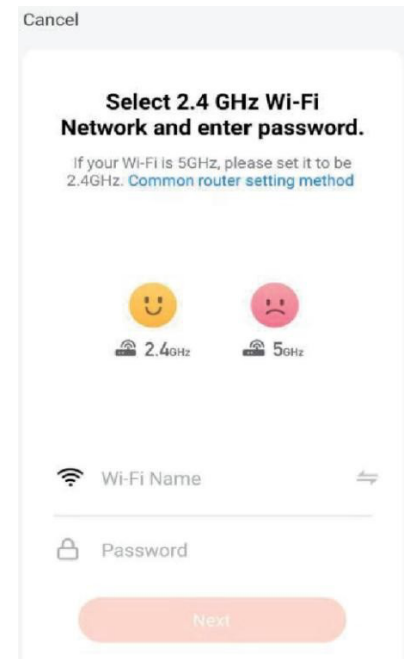 Cancel
Select 2.4 GHz Wi-Fi
Network and enter password.
If your Wi-Fi is 5GHz, please set it to be
2.4GHz. Common router setting method
2.4GHz 5GHz
Wi-Fi Name
Password
Next